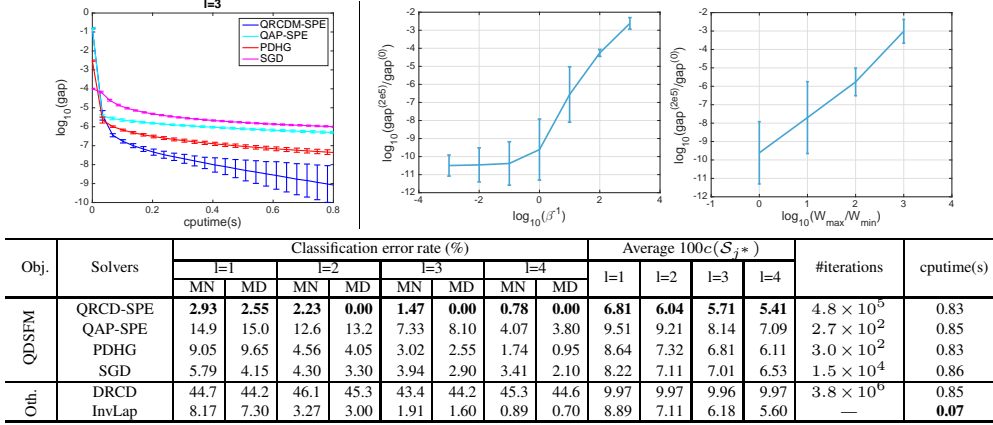 l=3
QRCDM-SPE
QAP-SPE
PDHG
SGD
log10(gap)
0 -1 -2 -3 -4 -5 -6 -7 -8 -9 -10
0 0.2 0.4 0.6 0.8
cputime(s)
log10(gap^(2e5)/gap^(0))
-2 -3 -4 -5 -6 -7 -8 -9 -10 -11 -12
-4 -2 0 2 4
log10(β^-1)
log10(gap^(2e5)/gap^(0))
-2 -4 -6 -8 -10 -12
-1 0 1 2 3 4
log10(Wmax/Wmin)
Obj. Solvers Classification error rate (%) Average 100c(S_j*) #iterations cputime(s)
l=1 l=2 l=3 l=4 l=1 l=2 l=3 l=4
MN MD MN MD MN MD MN MD
QDSFM
QRCD-SPE 2.93 2.55 2.23 0.00 1.47 0.00 0.78 0.00 6.81 6.04 5.71 5.41 4.8 × 10^5 0.83
QAP-SPE 14.9 15.0 12.6 13.2 7.33 8.10 4.07 3.80 9.51 9.21 8.14 7.09 2.7 × 10^2 0.85
PDHG 9.05 9.65 4.56 4.05 3.02 2.55 1.74 0.95 8.64 7.32 6.81 6.11 3.0 × 10^2 0.83
SGD 5.79 4.15 4.30 3.30 3.94 2.90 3.41 2.10 8.22 7.11 7.01 6.53 1.5 × 10^4 0.86
Oth.
DRCD 44.7 44.2 46.1 45.3 43.4 44.2 45.3 44.6 9.97 9.97 9.96 9.97 3.8 × 10^6 0.85
InvLap 8.17 7.30 3.27 3.00 1.91 1.60 0.89 0.70 8.89 7.11 6.18 5.60 — 0.07